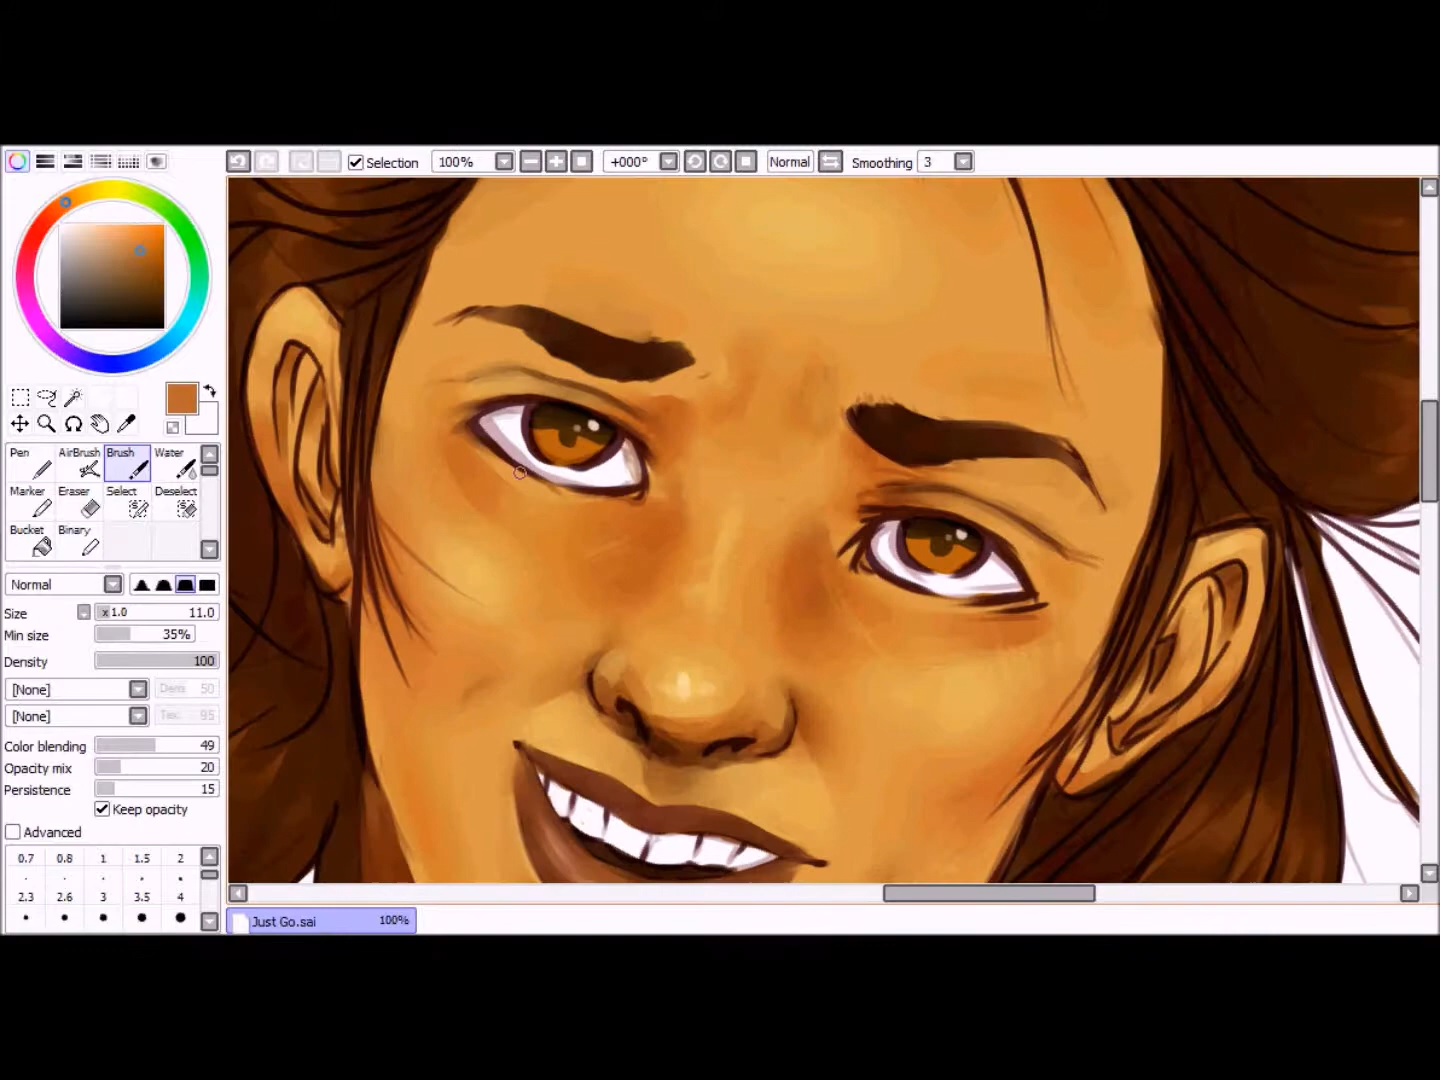 Selection 100% +000° Normal Smoothing 3
Pen AirBrush Brush Water
Marker Eraser Select Deselect
Bucket Binary
Normal
Size x 1.0 11.0
Min size 35%
Density 100
[None] 50
[None] 95
Color blending 49
Opacity mix 20
Persistence 15
Keep opacity
Advanced
0.7 0.8 1 1.5 2
2.3 2.6 3 3.5 4
Just Go.sai 100%